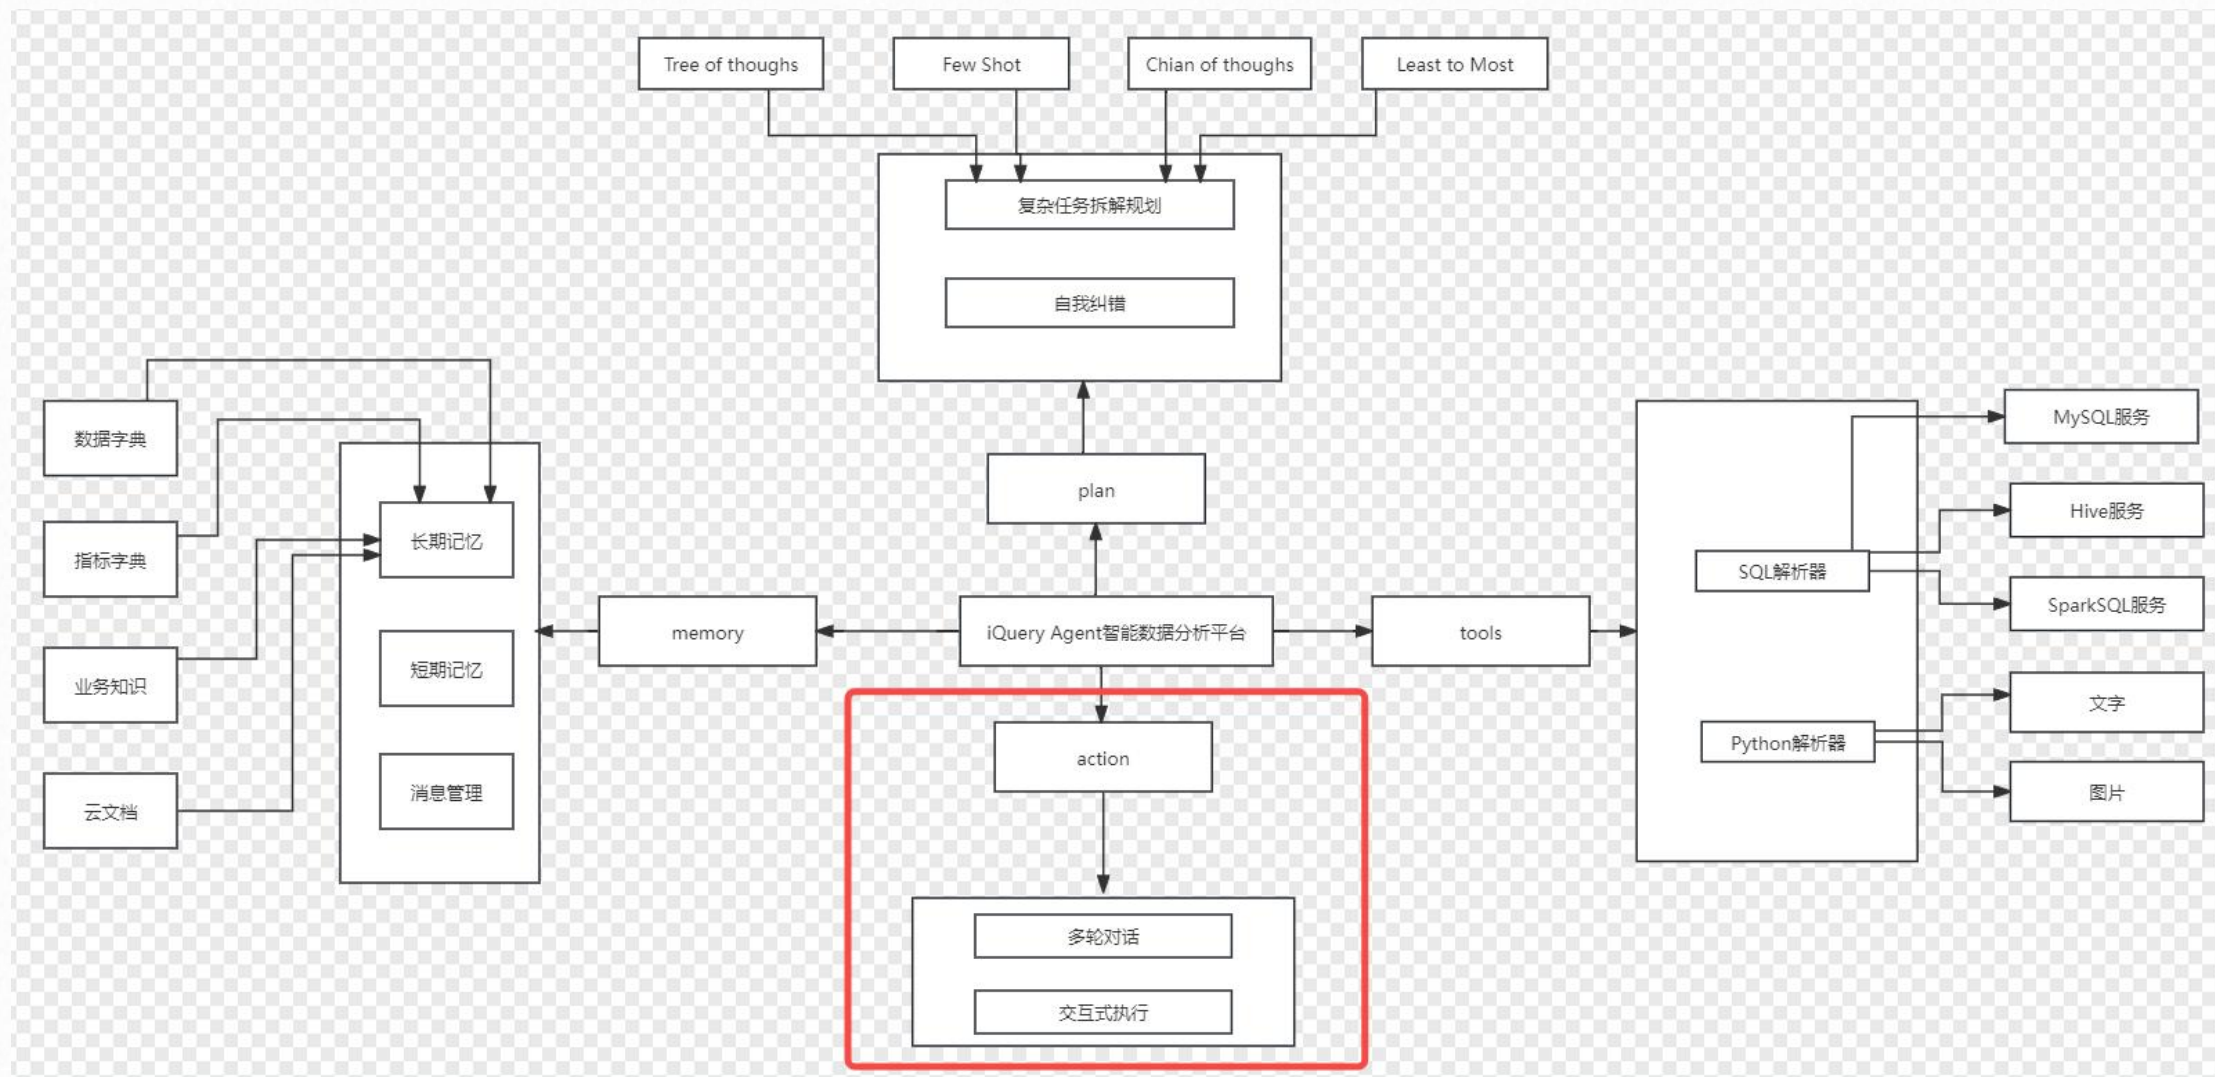 Tree of thoughs
Few Shot
Chian of thoughs
Least to Most
复杂任务拆解规划
自我纠错
数据字典
MySQL服务
plan
Hive服务
长期记忆
指标字典
SQL解析器
SparkSQL服务
memory
iQuery Agent智能数据分析平台
tools
短期记忆
业务知识
文字
Python解析器
action
消息管理
图片
云文档
多轮对话
交互式执行